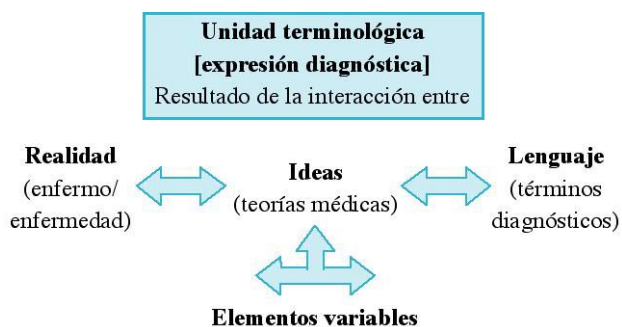 Unidad terminológica
[expresión diagnóstica]
Resultado de la interacción entre
Realidad
(enfermo/
enfermedad)
Ideas
(teorías médicas)
Lenguaje
(términos
diagnósticos)
Elementos variables